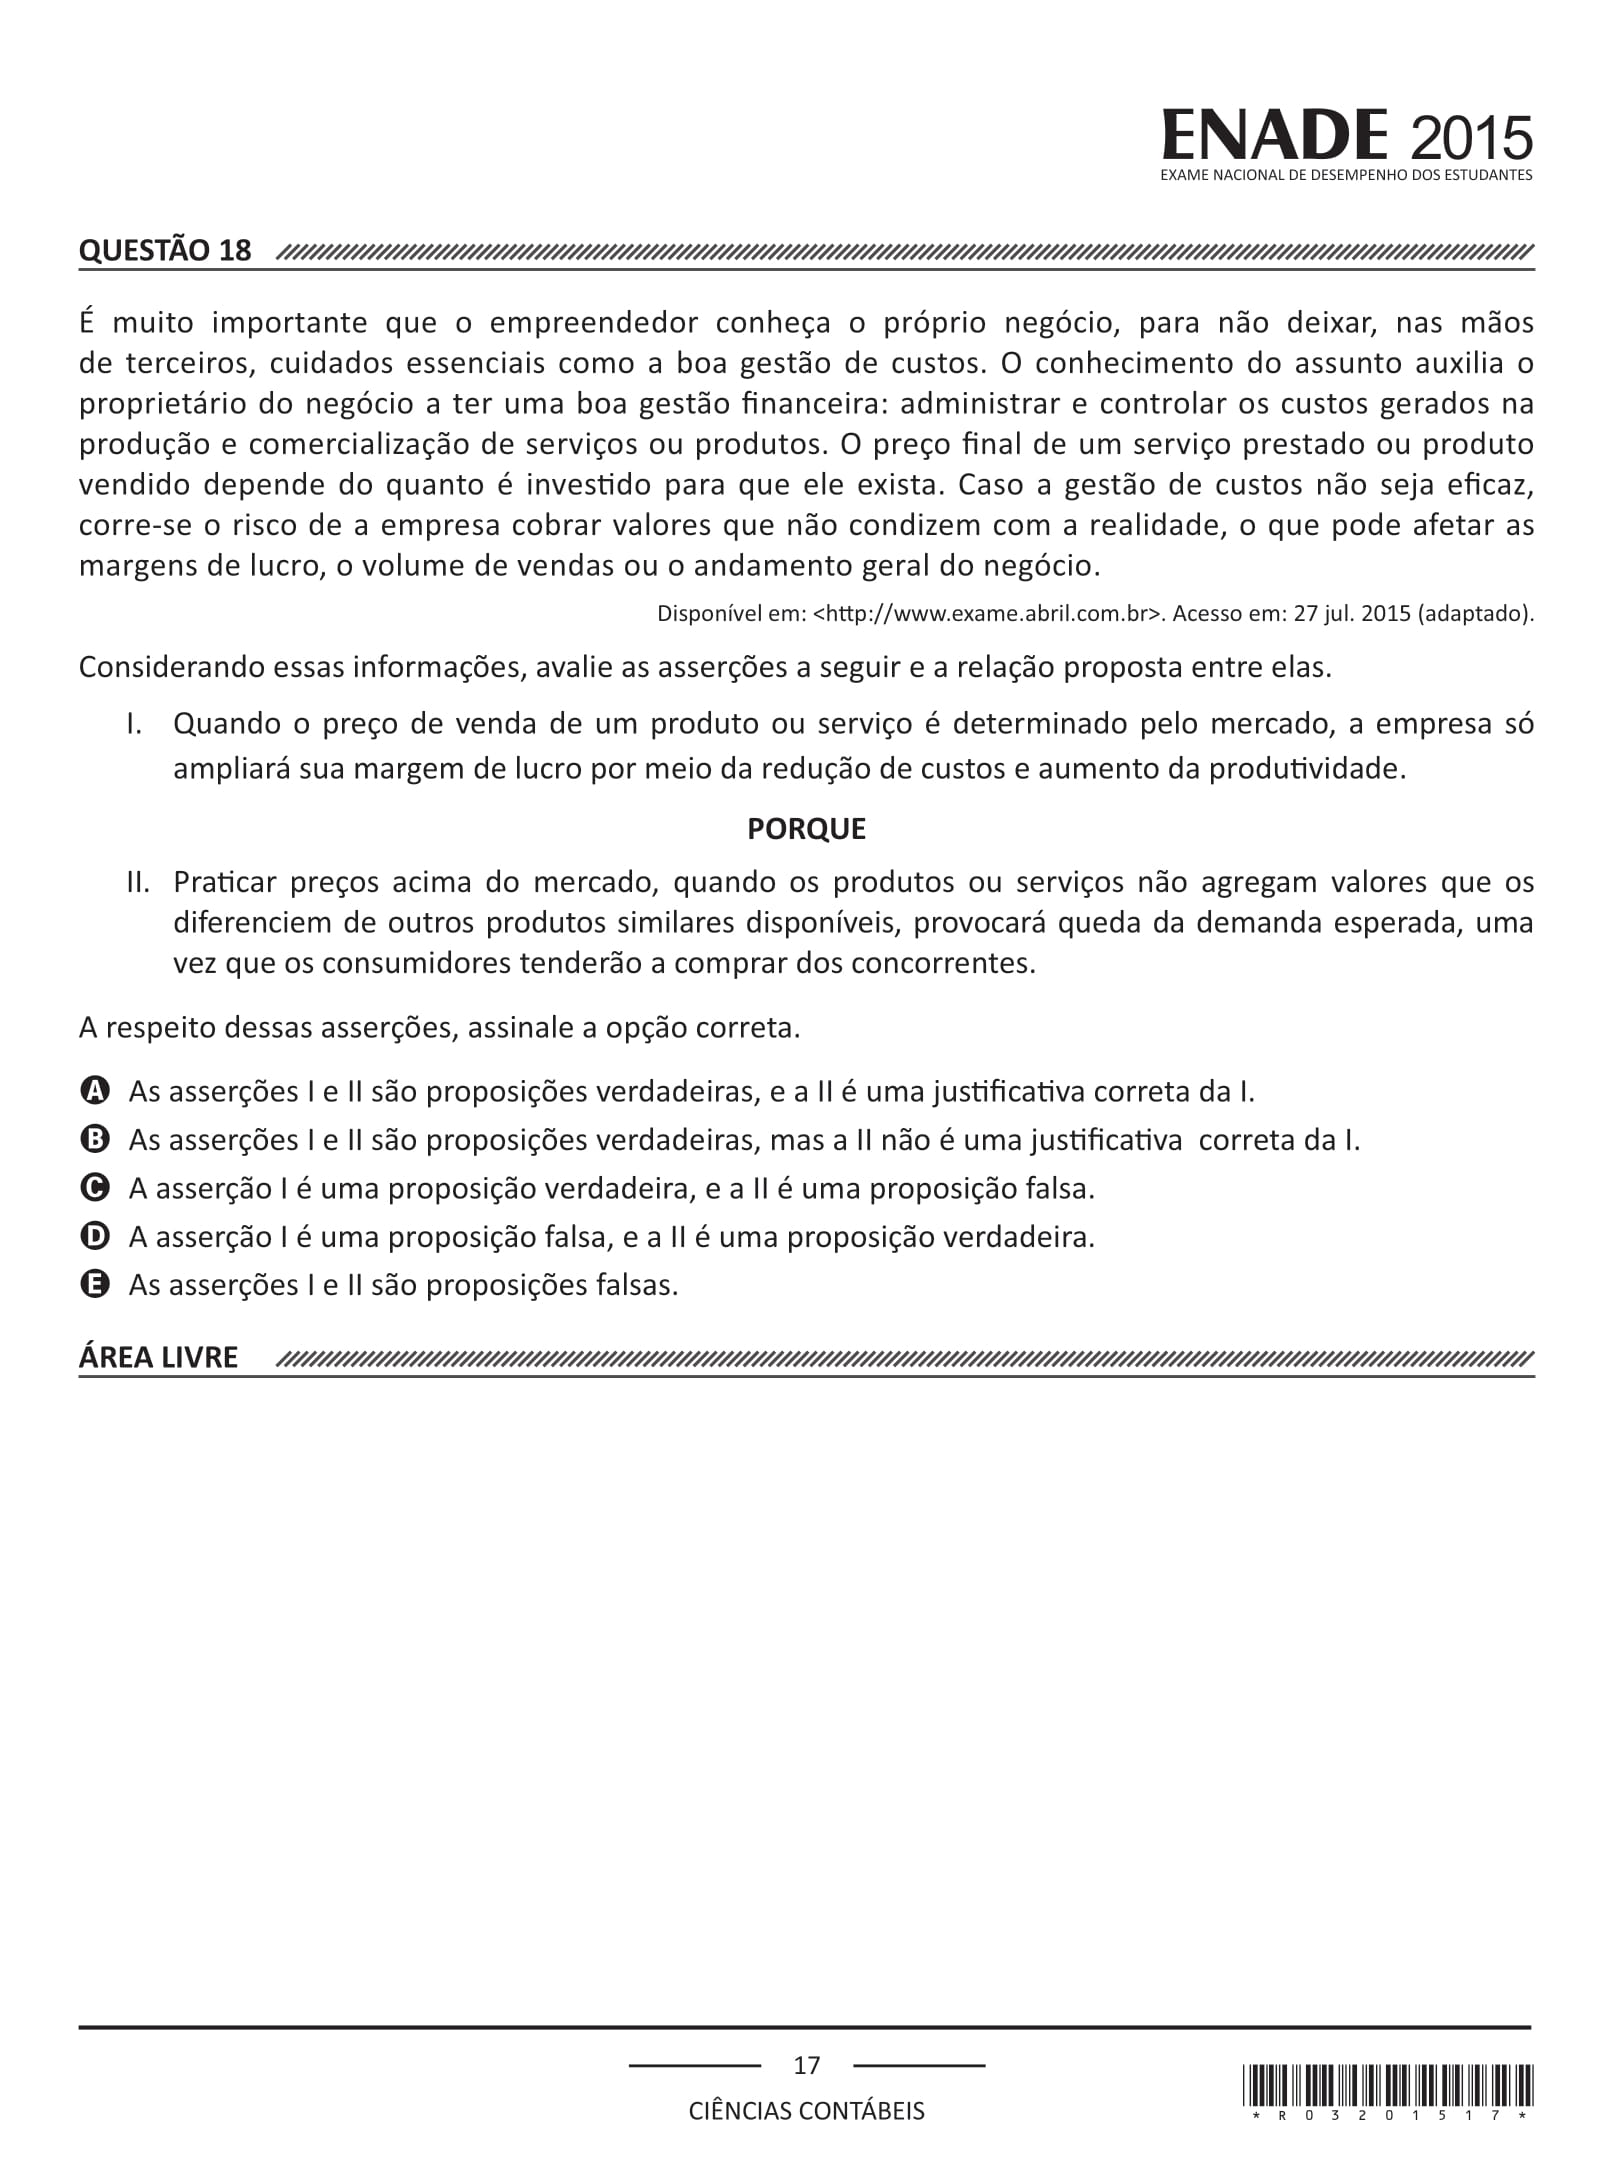 ENADE 2015
EXAME NACIONAL DE DESEMPENHO DOS ESTUDANTES
QUESTÃO 18
É muito importante que o empreendedor conheça o próprio negócio, para não deixar, nas mãos
de terceiros, cuidados essenciais como a boa gestão de custos. O conhecimento do assunto auxilia o
proprietário do negócio a ter uma boa gestão financeira: administrar e controlar os custos gerados na
produção e comercialização de serviços ou produtos. O preço final de um serviço prestado ou produto
vendido depende do quanto é investido para que ele exista. Caso a gestão de custos não seja eficaz,
corre-se o risco de a empresa cobrar valores que não condizem com a realidade, o que pode afetar as
margens de lucro, o volume de vendas ou o andamento geral do negócio.
Disponível em: <http://www.exame.abril.com.br>. Acesso em: 27 jul. 2015 (adaptado).
Considerando essas informações, avalie as asserções a seguir e a relação proposta entre elas.
I. Quando o preço de venda de um produto ou serviço é determinado pelo mercado, a empresa só
ampliará sua margem de lucro por meio da redução de custos e aumento da produtividade.
PORQUE
II. Praticar preços acima do mercado, quando os produtos ou serviços não agregam valores que os
diferenciem de outros produtos similares disponíveis, provocará queda da demanda esperada, uma
vez que os consumidores tenderão a comprar dos concorrentes.
A respeito dessas asserções, assinale a opção correta.
A As asserções I e II são proposições verdadeiras, e a II é uma justificativa correta da I.
B As asserções I e II são proposições verdadeiras, mas a II não é uma justificativa correta da I.
C A asserção I é uma proposição verdadeira, e a II é uma proposição falsa.
D A asserção I é uma proposição falsa, e a II é uma proposição verdadeira.
E As asserções I e II são proposições falsas.
ÁREA LIVRE
17
CIÊNCIAS CONTÁBEIS
*R03201517*